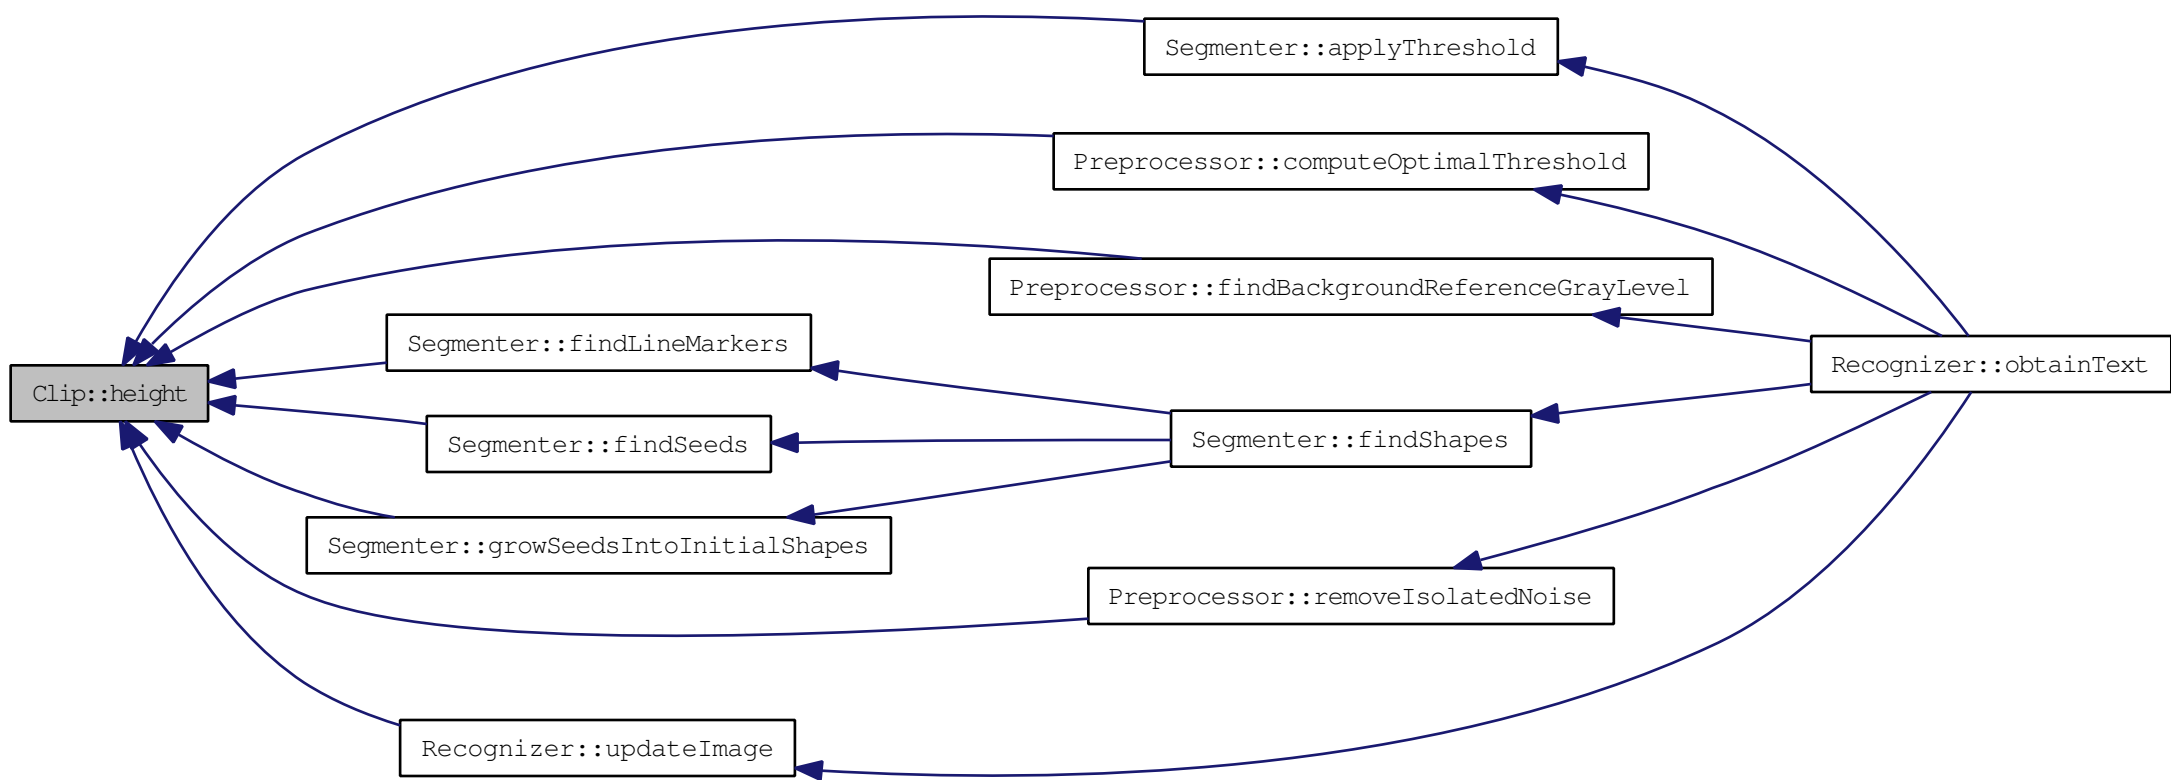 Segmenter::applyThreshold
Preprocessor::computeOptimalThreshold
Preprocessor::findBackgroundReferenceGrayLevel
Segmenter::findLineMarkers
Recognizer::obtainText
Clip::height
Segmenter::findSeeds
Segmenter::findShapes
Segmenter::growSeedsIntoInitialShapes
Preprocessor::removeIsolatedNoise
Recognizer::updateImage